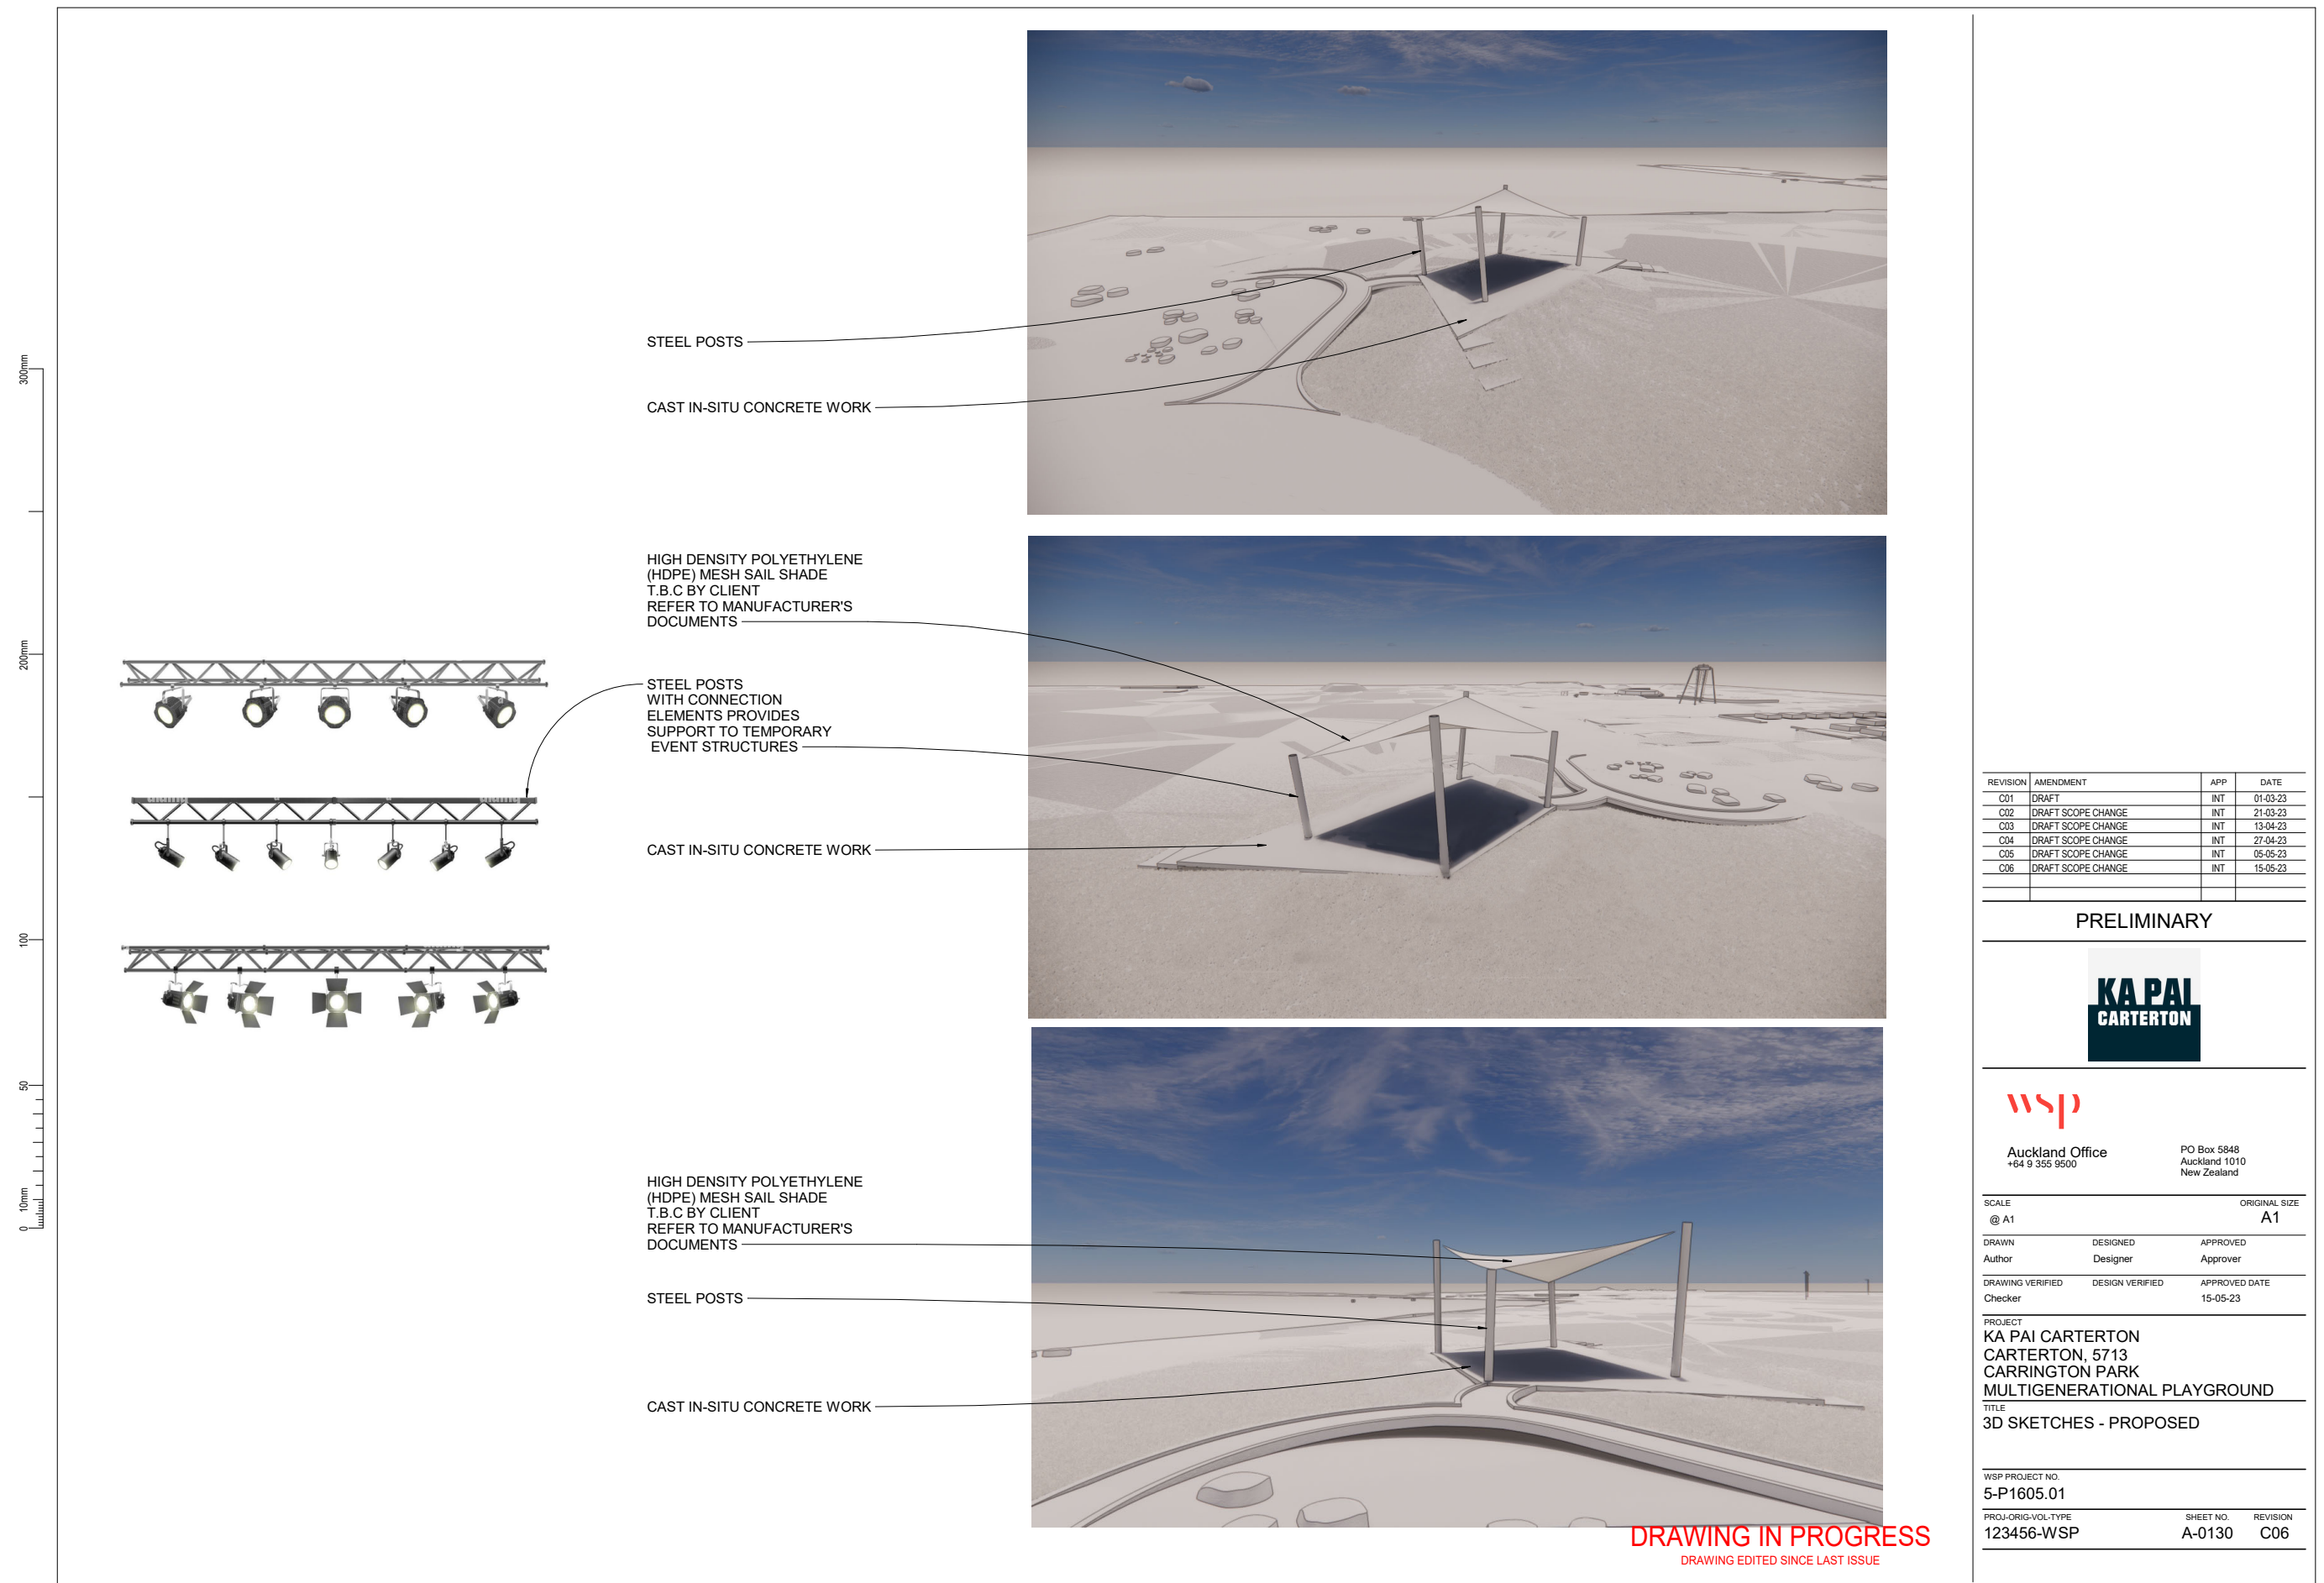 STEEL POSTS
CAST IN-SITU CONCRETE WORK
HIGH DENSITY POLYETHYLENE
(HDPE) MESH SAIL SHADE
T.B.C BY CLIENT
REFER TO MANUFACTURER'S
DOCUMENTS
STEEL POSTS
WITH CONNECTION
ELEMENTS PROVIDES
SUPPORT TO TEMPORARY
EVENT STRUCTURES
CAST IN-SITU CONCRETE WORK
HIGH DENSITY POLYETHYLENE
(HDPE) MESH SAIL SHADE
T.B.C BY CLIENT
REFER TO MANUFACTURER'S
DOCUMENTS
STEEL POSTS
CAST IN-SITU CONCRETE WORK
300mm
200mm
100
50
10mm
0
DRAWING IN PROGRESS
DRAWING EDITED SINCE LAST ISSUE
REVISION AMENDMENT APP DATE
C01 DRAFT INT 01-03-23
C02 DRAFT SCOPE CHANGE INT 21-03-23
C03 DRAFT SCOPE CHANGE INT 13-04-23
C04 DRAFT SCOPE CHANGE INT 27-04-23
C05 DRAFT SCOPE CHANGE INT 05-05-23
C06 DRAFT SCOPE CHANGE INT 15-05-23
PRELIMINARY
KA PAI
CARTERTON
wsp
Auckland Office
+64 9 355 9500
PO Box 5848
Auckland 1010
New Zealand
SCALE ORIGINAL SIZE
@ A1 A1
DRAWN DESIGNED APPROVED
Author Designer Approver
DRAWING VERIFIED DESIGN VERIFIED APPROVED DATE
Checker 15-05-23
PROJECT
KA PAI CARTERTON
CARTERTON, 5713
CARRINGTON PARK
MULTIGENERATIONAL PLAYGROUND
TITLE
3D SKETCHES - PROPOSED
WSP PROJECT NO.
5-P1605.01
PROJ-ORIG-VOL-TYPE SHEET NO. REVISION
123456-WSP A-0130 C06